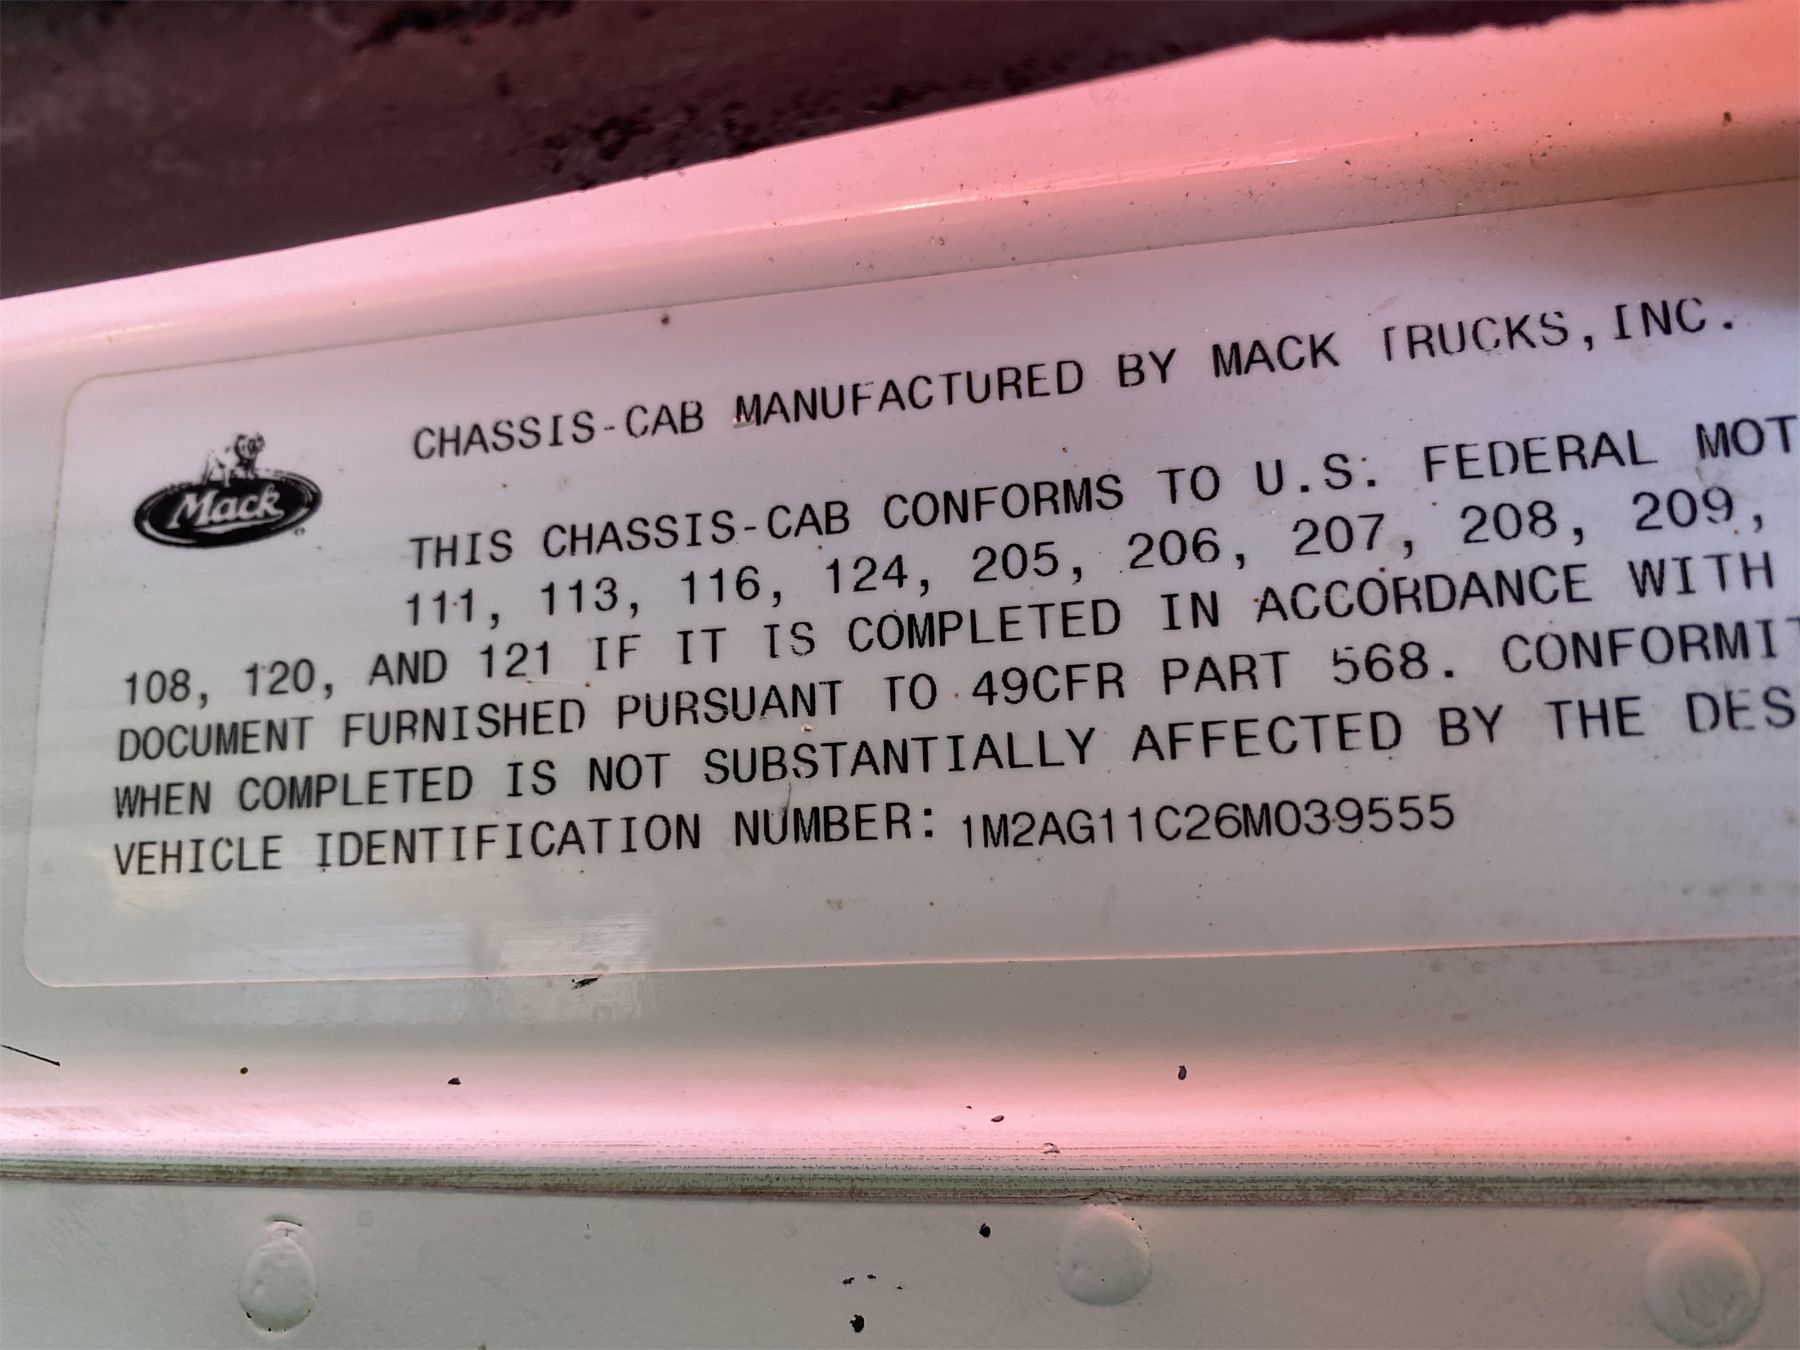 CHASSIS-CAB MANUFACTURED BY MACK TRUCKS, INC.
Mack
THIS CHASSIS-CAB CONFORMS TO U.S. FEDERAL MOT
111, 113, 116, 124, 205, 206, 207, 208, 209,
108, 120, AND 121 IF IT IS COMPLETED IN ACCORDANCE WITH
DOCUMENT FURNISHED PURSUANT TO 49CFR PART 568. CONFORMIT
WHEN COMPLETED IS NOT SUBSTANTIALLY AFFECTED BY THE DES
VEHICLE IDENTIFICATION NUMBER: 1M2AG11C26M039555